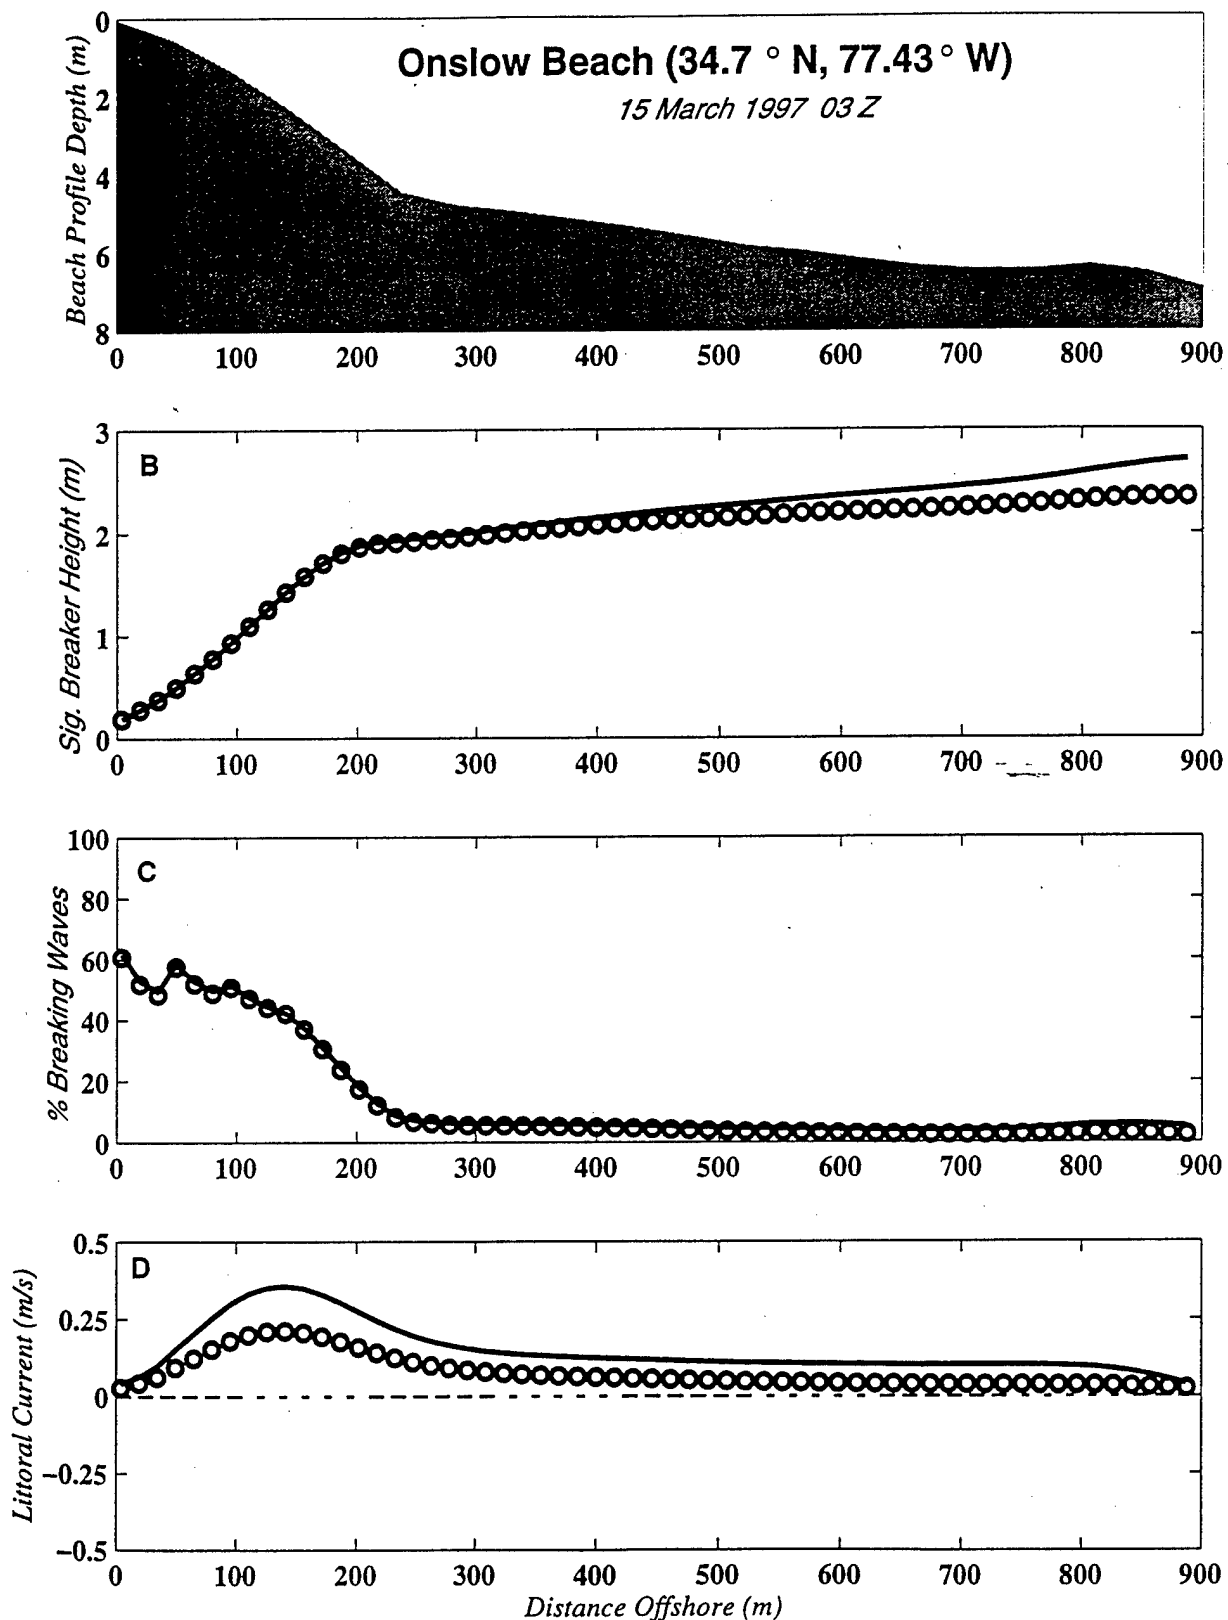 Onslow Beach (34.7 ° N, 77.43° W)
15 March 1997 03 Z
Beach Profile Depth (m)
0
2
4
6
8
0 100 200 300 400 500 600 700 800 900
B
Sig. Breaker Height (m)
3
2
1
0
0 100 200 300 400 500 600 700 800 900
C
% Breaking Waves
100
80
60
40
20
0
0 100 200 300 400 500 600 700 800 900
D
Littoral Current (m/s)
0.5
0.25
0
−0.25
−0.5
0 100 200 300 400 500 600 700 800 900
Distance Offshore (m)